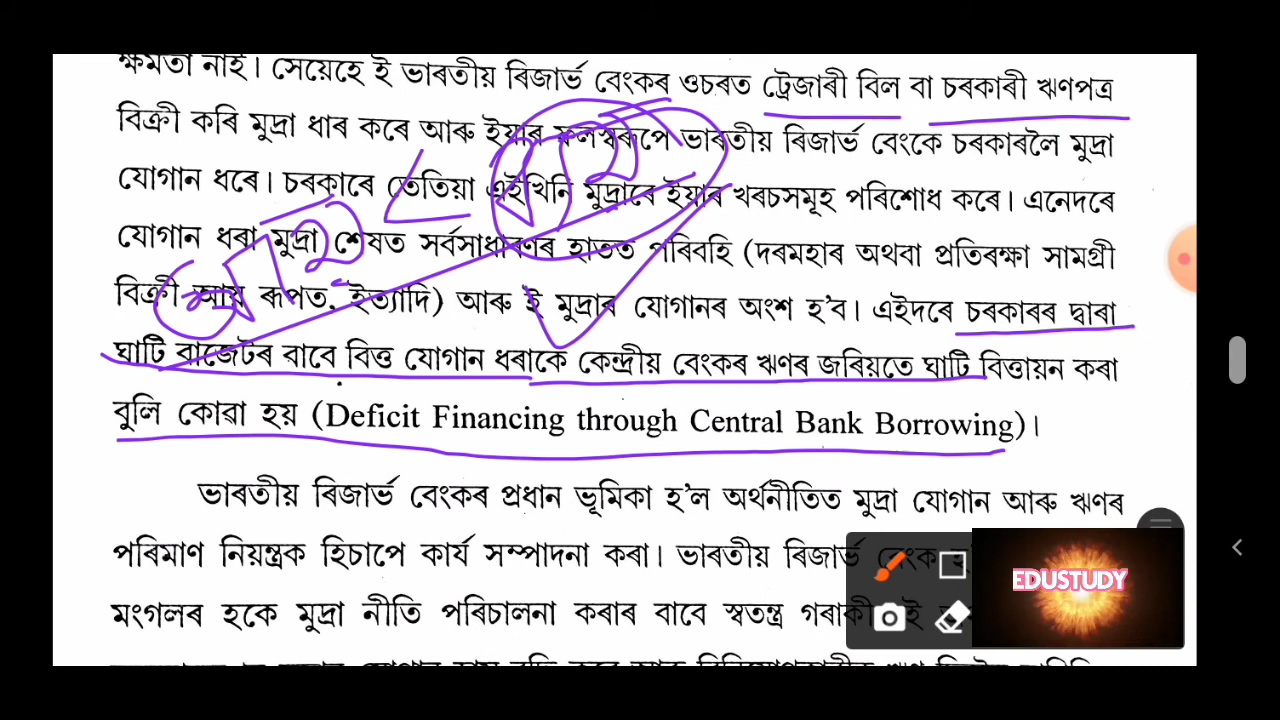 ক্ষমতা নাই। সেয়েহে ই ভাৰতীয় ৰিজাৰ্ভ বেংকৰ ওচৰত ট্ৰেজাৰী বিল বা চৰকাৰী ঋণপত্ৰ
বিক্ৰী কৰি মুদ্ৰা ধাৰ কৰে আৰু ইয়াৰ ফলস্বৰূপে ভাৰতীয় ৰিজাৰ্ভ বেংকে চৰকাৰলৈ মুদ্ৰা
যোগান ধৰে। চৰকাৰে তেতিয়া এইখিনি মুদ্ৰাৰে ইয়াৰ খৰচসমূহ পৰিশোধ কৰে। এনেদৰে
যোগান ধৰা মুদ্ৰা শেষত সৰ্বসাধাৰণৰ হাতত পৰিবহি (দৰমহাৰ অথবা প্ৰতিৰক্ষা সামগ্ৰী
বিক্ৰী আয় ৰূপত. ইত্যাদি) আৰু ই মুদ্ৰাৰ যোগানৰ অংশ হ'ব। এইদৰে চৰকাৰৰ দ্বাৰা
ঘাটি বাজেটৰ বাবে বিত্ত যোগান ধৰাকে কেন্দ্ৰীয় বেংকৰ ঋণৰ জৰিয়তে ঘাটি বিত্তায়ন কৰা
বুলি কোৱা হয় (Deficit Financing through Central Bank Borrowing)।
ভাৰতীয় ৰিজাৰ্ভ বেংকৰ প্ৰধান ভূমিকা হ'ল অৰ্থনীতিত মুদ্ৰা যোগান আৰু ঋণৰ
পৰিমাণ নিয়ন্ত্ৰক হিচাপে কাৰ্য সম্পাদনা কৰা। ভাৰতীয় ৰিজাৰ্ভ বেংক
মংগলৰ হকে মুদ্ৰা নীতি পৰিচালনা কৰাৰ বাবে স্বতন্ত্ৰ গৰাকী
EDUSTUDY